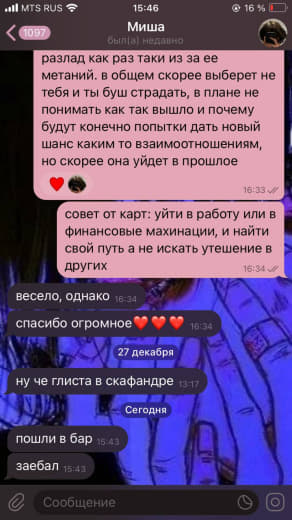 MTS RUS
15:46
16 %
1097
Миша
был(а) недавно
разлад как раз таки из за ее
метаний. в общем скорее выберет не
тебя и ты буш страдать, в плане не
понимать как так вышло и почему
будут конечно попытки дать новый
шанс каким то взаимоотношениям,
но скорее она уйдет в прошлое
16:33
совет от карт: уйти в работу или в
финансовые махинации, и найти
свой путь а не искать утешение в
других
16:34
весело, однако 16:34
спасибо огромное❤️❤️❤️ 16:34
27 декабря
ну че глиста в скафандре 13:17
Сегодня
пошли в бар 15:43
заебал 15:43
Сообщение